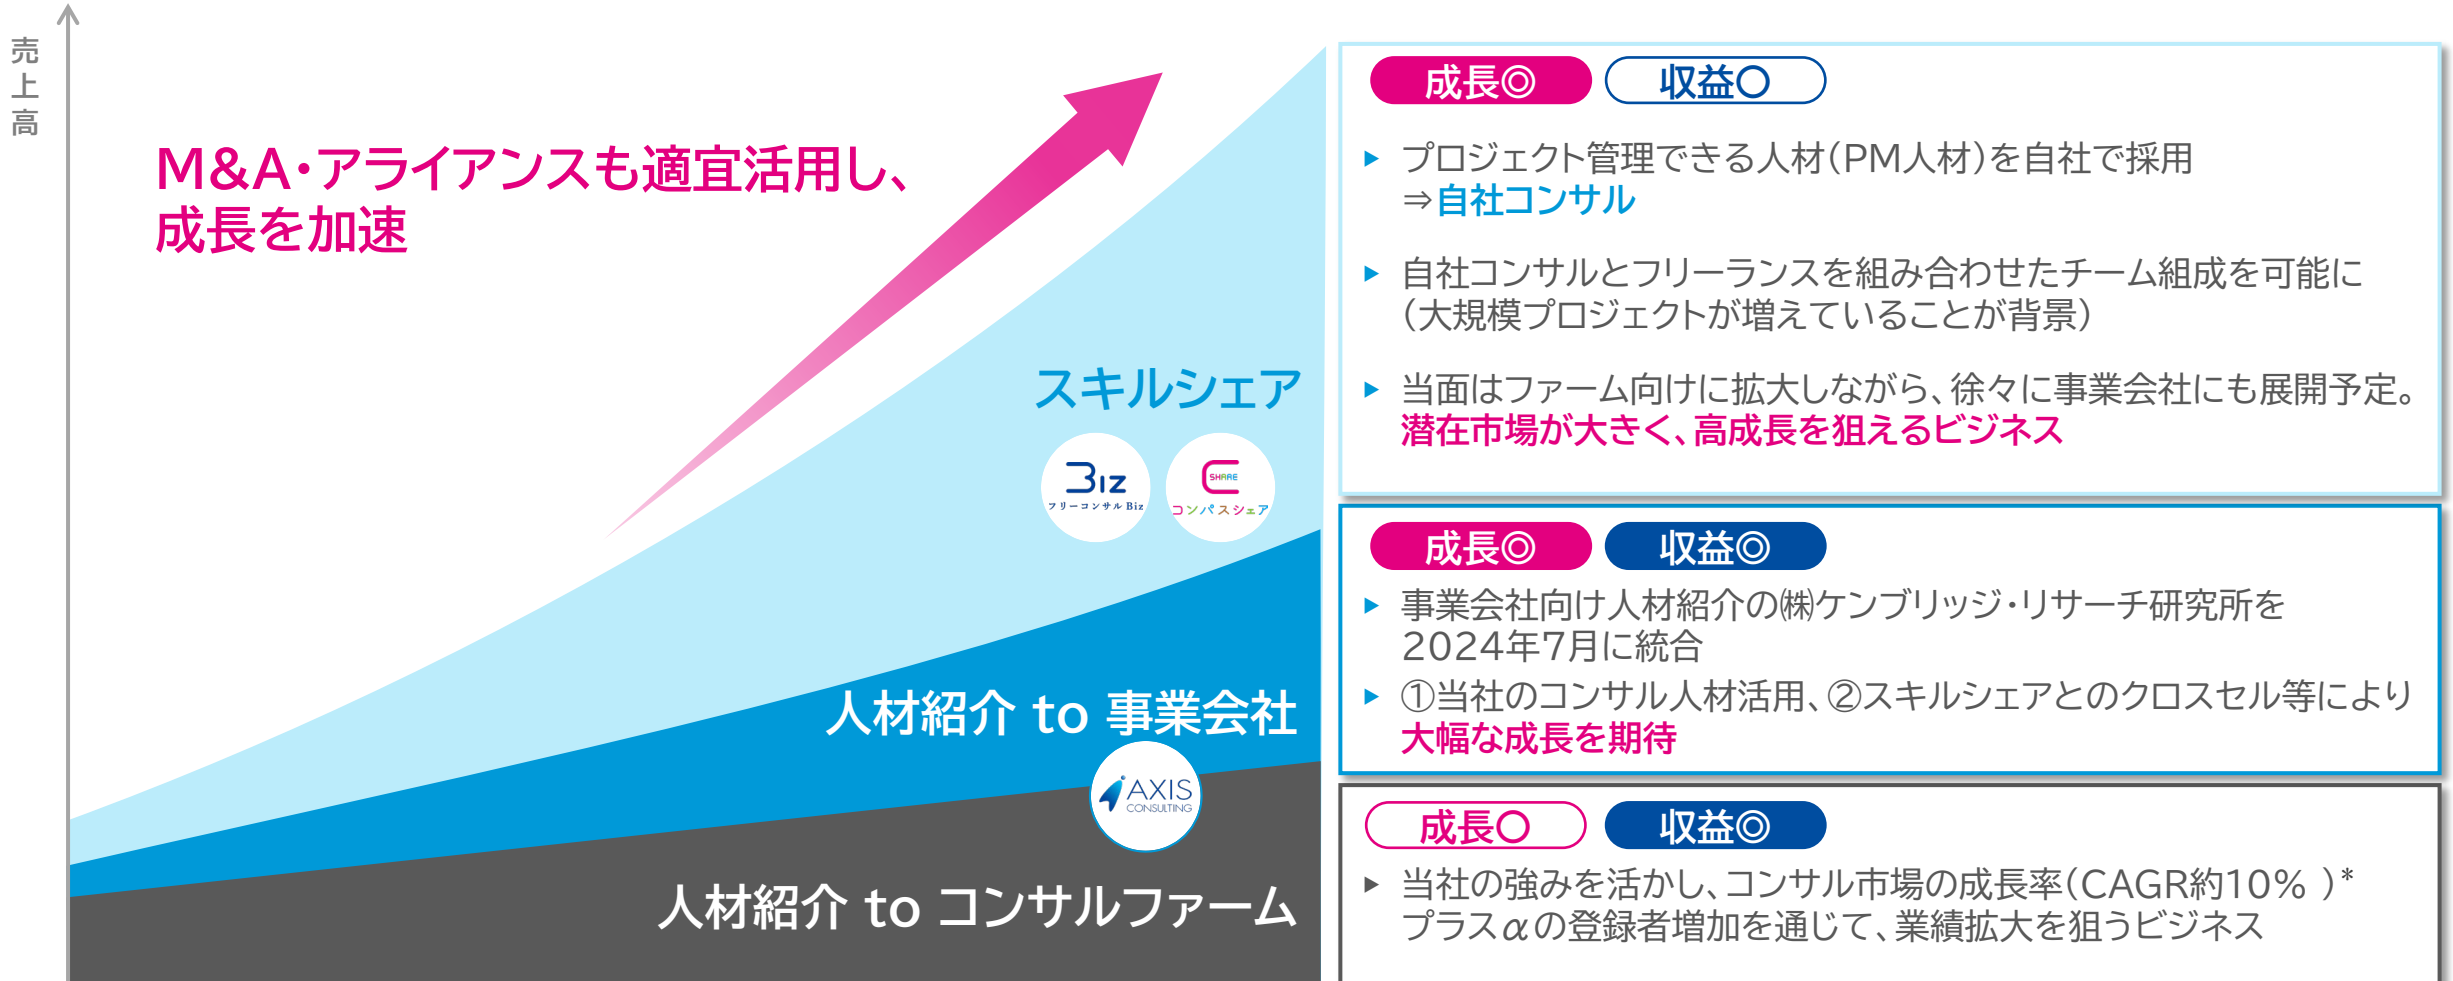 売上高
M&A・アライアンスも適宜活用し、
成長を加速
スキルシェア
Biz
フリーコンサル Biz
SHARE
コンパスシェア
人材紹介 to 事業会社
AXIS
CONSULTING
人材紹介 to コンサルファーム
成長◎ 収益〇
▶ プロジェクト管理できる人材(PM人材)を自社で採用
⇒自社コンサル
▶ 自社コンサルとフリーランスを組み合わせたチーム組成を可能に
(大規模プロジェクトが増えていることが背景)
▶ 当面はファーム向けに拡大しながら、徐々に事業会社にも展開予定。
潜在市場が大きく、高成長を狙えるビジネス
成長◎ 収益◎
▶ 事業会社向け人材紹介の㈱ケンブリッジ・リサーチ研究所を
2024年7月に統合
▶ ①当社のコンサル人材活用、②スキルシェアとのクロスセル等により
大幅な成長を期待
成長〇 収益◎
▶ 当社の強みを活かし、コンサル市場の成長率(CAGR約10% )*
プラスαの登録者増加を通じて、業績拡大を狙うビジネス